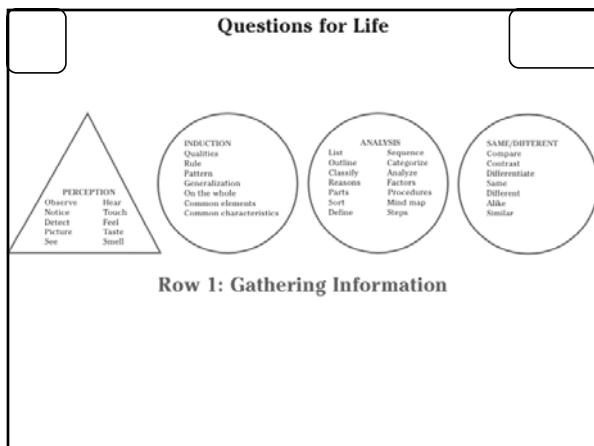 Questions for Life
PERCEPTION
Observe Hear
Notice Touch
Detect Feel
Picture Taste
See Smell
INDUCTION
Qualities
Rule
Pattern
Generalization
On the whole
Common elements
Common characteristics
ANALYSIS
List Sequence
Outline Categorize
Classify Analyze
Reasons Factors
Parts Procedures
Sort Mind map
Define Steps
SAME/DIFFERENT
Compare
Contrast
Differentiate
Same
Different
Alike
Similar
Row 1: Gathering Information